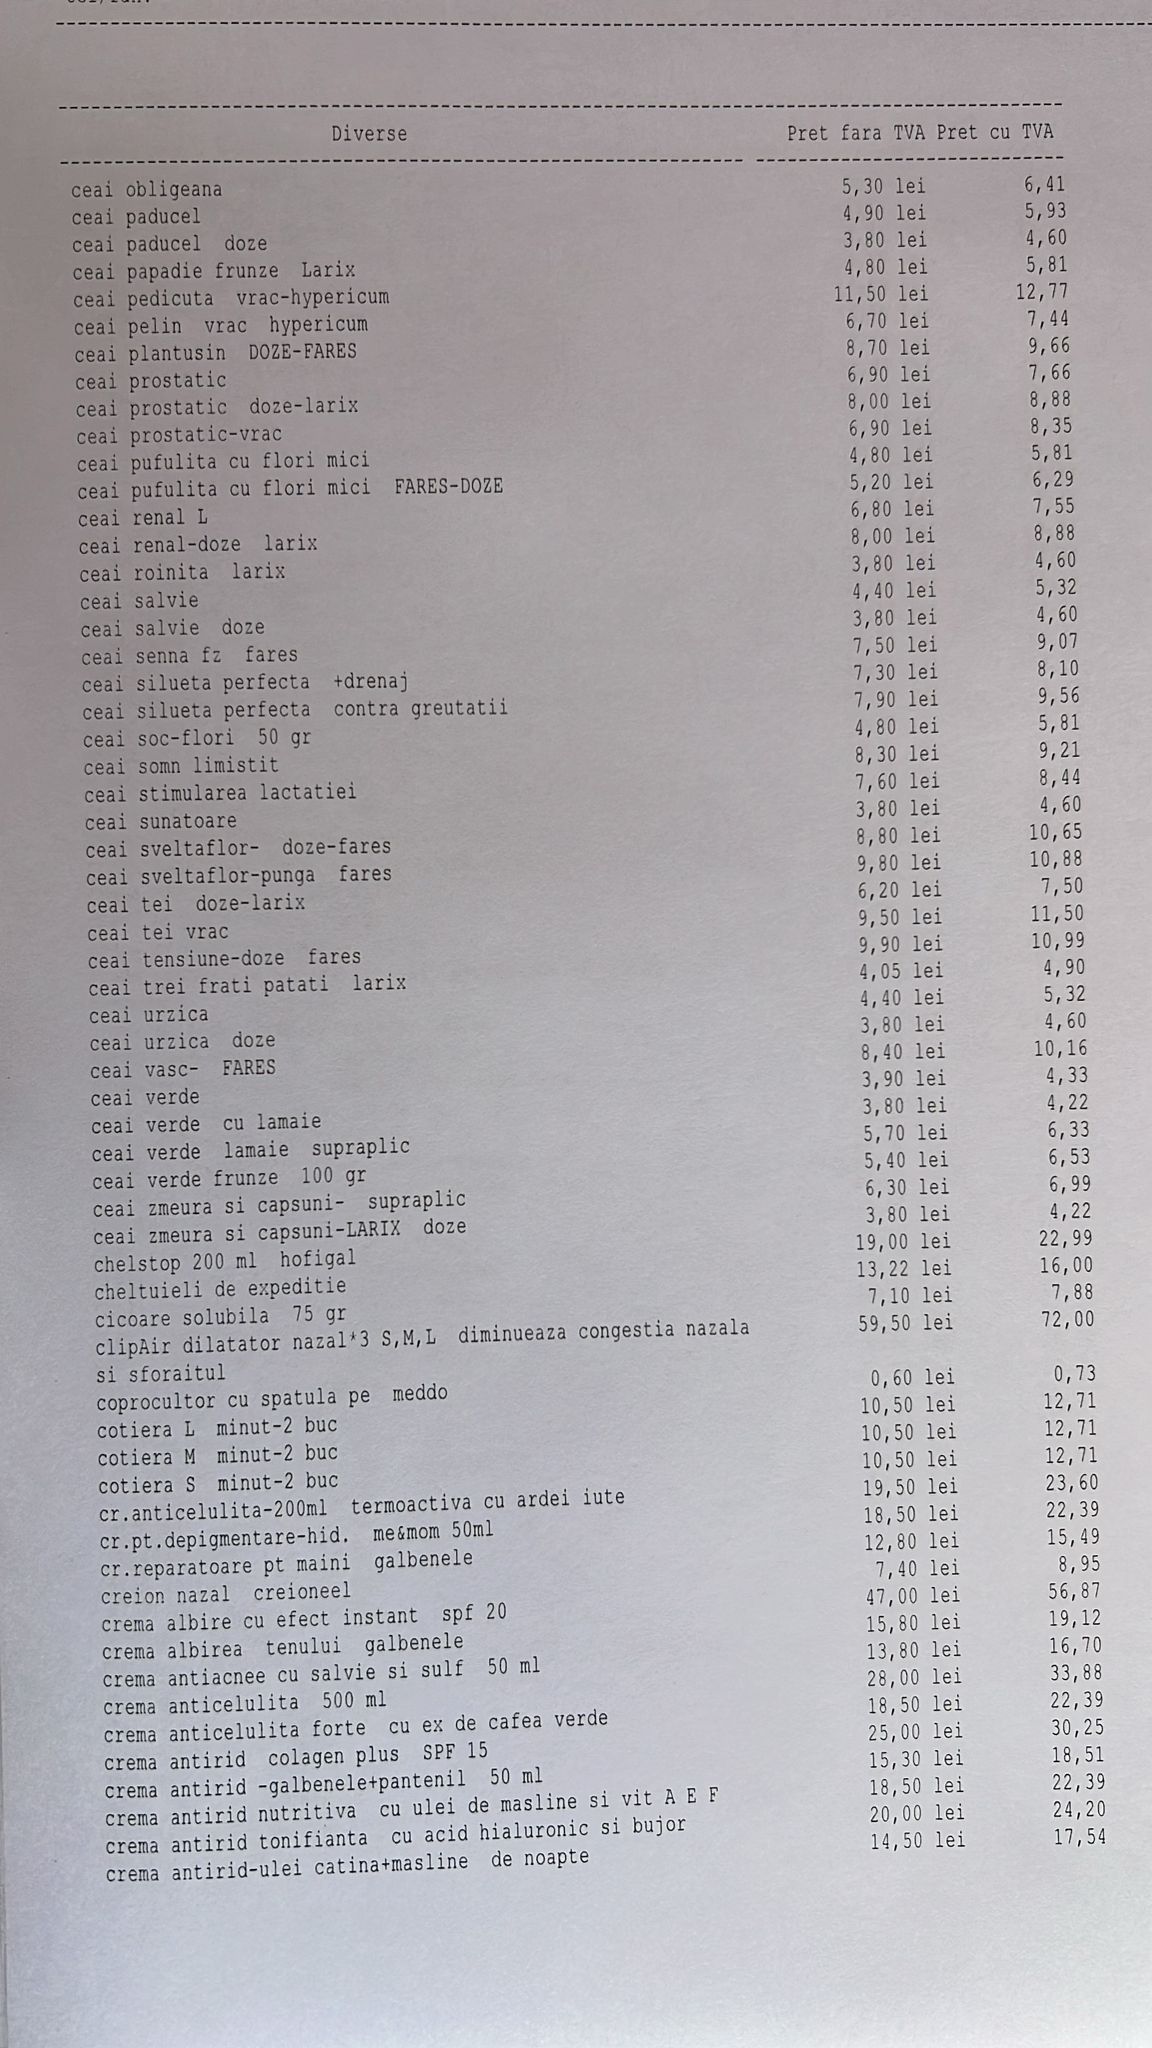 Diverse Pret fara TVA Pret cu TVA
ceai obligeana 5,30 lei 6,41
ceai paducel 4,90 lei 5,93
ceai paducel doze 3,80 lei 4,60
ceai papadie frunze Larix 4,80 lei 5,81
ceai pedicuta vrac-hypericum 11,50 lei 12,77
ceai pelin vrac hypericum 6,70 lei 7,44
ceai plantusin DOZE-FARES 8,70 lei 9,66
ceai prostatic 6,90 lei 7,66
ceai prostatic doze-larix 8,00 lei 8,88
ceai prostatic-vrac 6,90 lei 8,35
ceai pufulita cu flori mici 4,80 lei 5,81
ceai pufulita cu flori mici FARES-DOZE 5,20 lei 6,29
ceai renal L 6,80 lei 7,55
ceai renal-doze larix 8,00 lei 8,88
ceai roinita larix 3,80 lei 4,60
ceai salvie 4,40 lei 5,32
ceai salvie doze 3,80 lei 4,60
ceai senna fz fares 7,50 lei 9,07
ceai silueta perfecta +drenaj 7,30 lei 8,10
ceai silueta perfecta contra greutatii 7,90 lei 9,56
ceai soc-flori 50 gr 4,80 lei 5,81
ceai somn limistit 8,30 lei 9,21
ceai stimularea lactatiei 7,60 lei 8,44
ceai sunatoare 3,80 lei 4,60
ceai sveltaflor- doze-fares 8,80 lei 10,65
ceai sveltaflor-punga fares 9,80 lei 10,88
ceai tei doze-larix 6,20 lei 7,50
ceai tei vrac 9,50 lei 11,50
ceai tensiune-doze fares 9,90 lei 10,99
ceai trei frati patati larix 4,05 lei 4,90
ceai urzica 4,40 lei 5,32
ceai urzica doze 3,80 lei 4,60
ceai vasc- FARES 8,40 lei 10,16
ceai verde 3,90 lei 4,33
ceai verde cu lamaie 3,80 lei 4,22
ceai verde lamaie supraplic 5,70 lei 6,33
ceai verde frunze 100 gr 5,40 lei 6,53
ceai zmeura si capsuni- supraplic 6,30 lei 6,99
ceai zmeura si capsuni-LARIX doze 3,80 lei 4,22
chelstop 200 ml hofigal 19,00 lei 22,99
cheltuieli de expeditie 13,22 lei 16,00
cicoare solubila 75 gr 7,10 lei 7,88
clipAir dilatator nazal*3 S,M,L diminueaza congestia nazala 59,50 lei 72,00
si sforaitul
coprocultor cu spatula pe meddo 0,60 lei 0,73
cotiera L minut-2 buc 10,50 lei 12,71
cotiera M minut-2 buc 10,50 lei 12,71
cotiera S minut-2 buc 10,50 lei 12,71
cr.anticelulita-200ml termoactiva cu ardei iute 19,50 lei 23,60
cr.pt.depigmentare-hid. me&mom 50ml 18,50 lei 22,39
cr.reparatoare pt maini galbenele 12,80 lei 15,49
creion nazal creioneel 7,40 lei 8,95
crema albire cu efect instant spf 20 47,00 lei 56,87
crema albirea tenului galbenele 15,80 lei 19,12
crema antiacnee cu salvie si sulf 50 ml 13,80 lei 16,70
crema anticelulita 500 ml 28,00 lei 33,88
crema anticelulita forte cu ex de cafea verde 18,50 lei 22,39
crema antirid colagen plus SPF 15 25,00 lei 30,25
crema antirid -galbenele+pantenil 50 ml 15,30 lei 18,51
crema antirid nutritiva cu ulei de masline si vit A E F 18,50 lei 22,39
crema antirid tonifianta cu acid hialuronic si bujor 20,00 lei 24,20
crema antirid-ulei catina+masline de noapte 14,50 lei 17,54